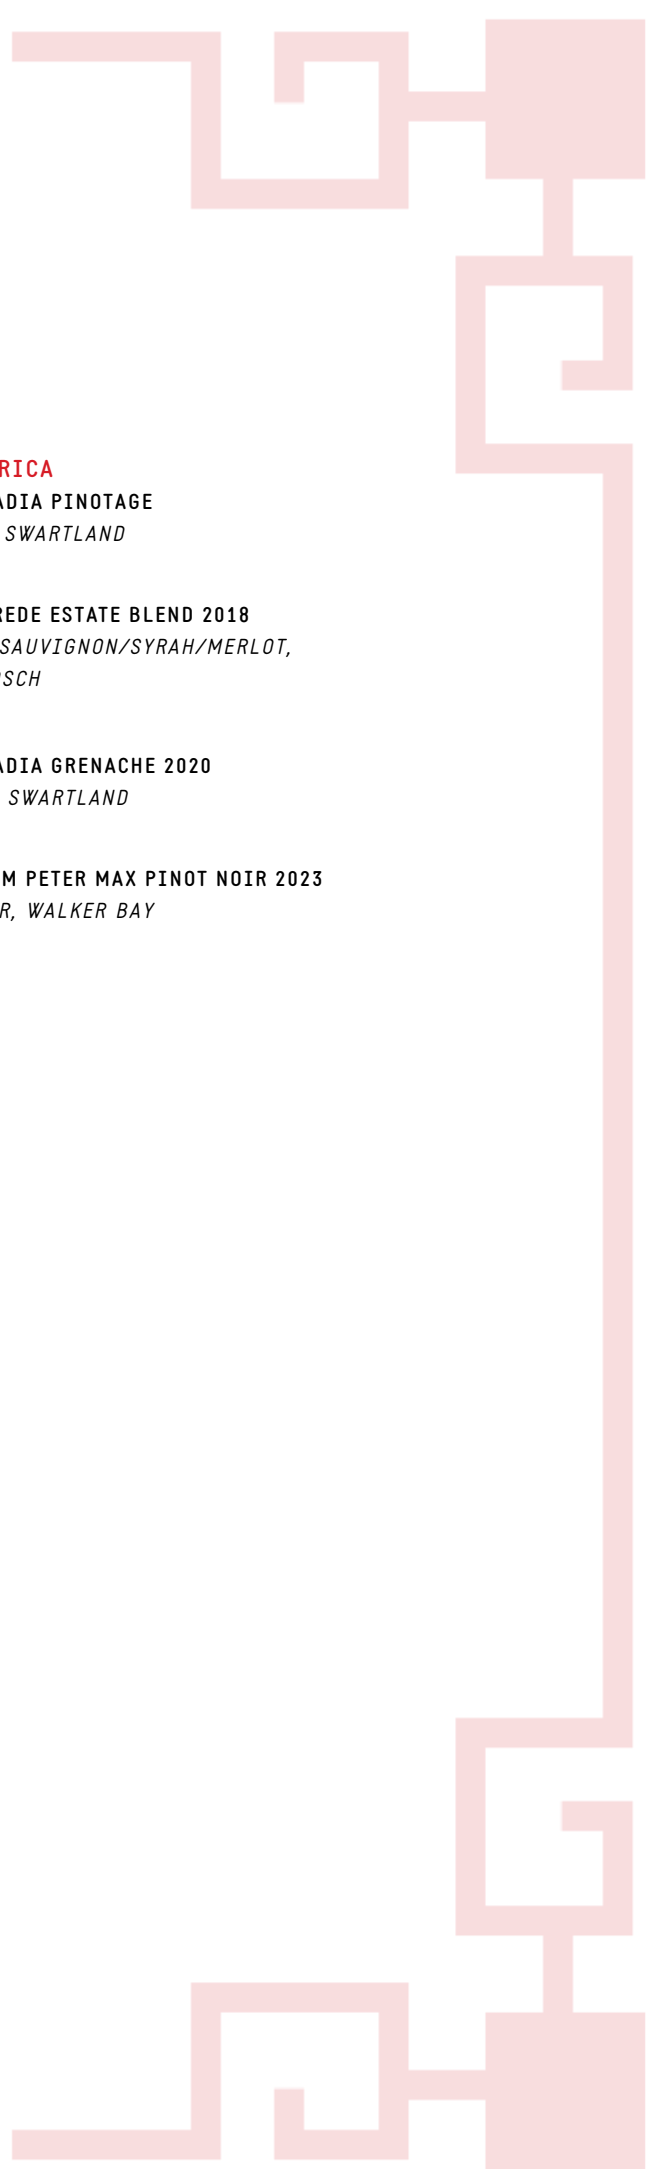 RICA
ADIA PINOTAGE
SWARTLAND
REDE ESTATE BLEND 2018
SAUVIGNON/SYRAH/MERLOT,
SCH
ADIA GRENACHE 2020
SWARTLAND
M PETER MAX PINOT NOIR 2023
R, WALKER BAY